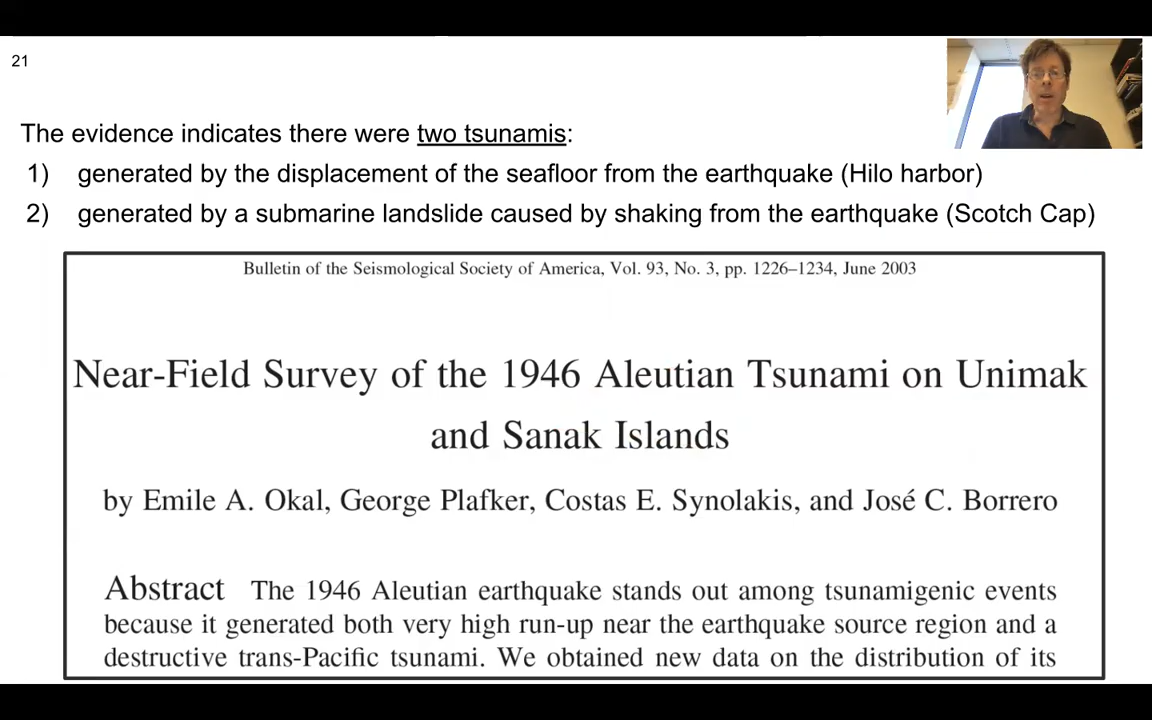 21
The evidence indicates there were two tsunamis:
1) generated by the displacement of the seafloor from the earthquake (Hilo harbor)
2) generated by a submarine landslide caused by shaking from the earthquake (Scotch Cap)
Bulletin of the Seismological Society of America, Vol. 93, No. 3, pp. 1226–1234, June 2003
Near-Field Survey of the 1946 Aleutian Tsunami on Unimak
and Sanak Islands
by Emile A. Okal, George Plafker, Costas E. Synolakis, and José C. Borrero
Abstract The 1946 Aleutian earthquake stands out among tsunamigenic events
because it generated both very high run-up near the earthquake source region and a
destructive trans-Pacific tsunami. We obtained new data on the distribution of its